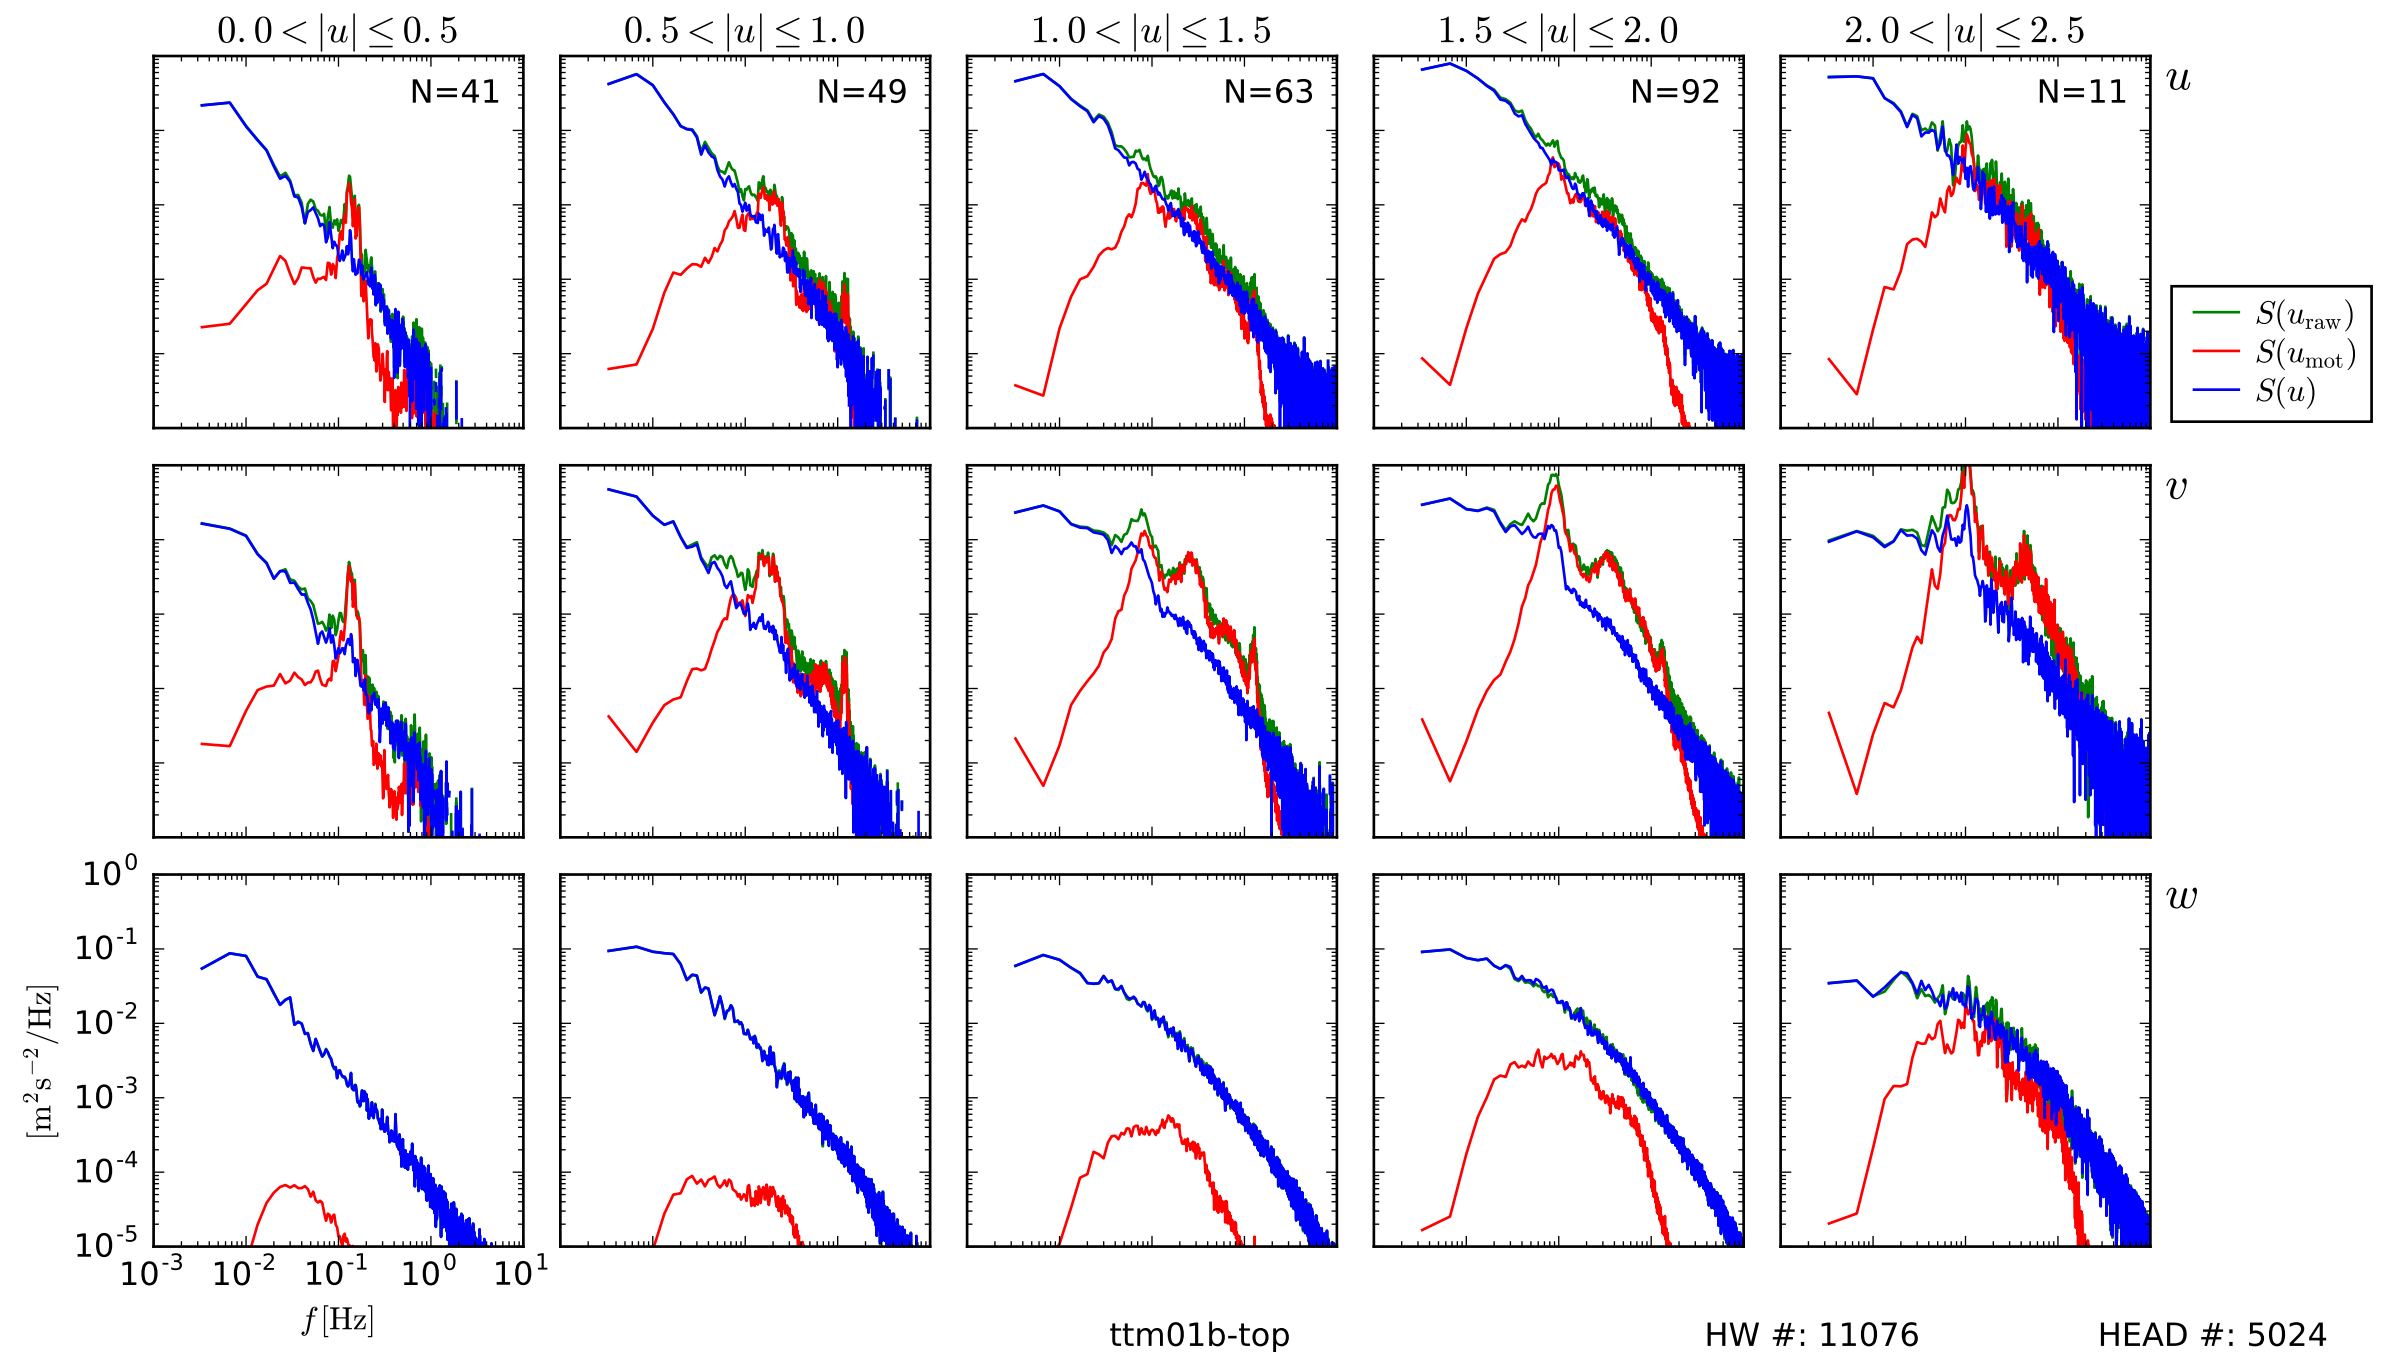 0.0 < |u| ≤ 0.5
0.5 < |u| ≤ 1.0
1.0 < |u| ≤ 1.5
1.5 < |u| ≤ 2.0
2.0 < |u| ≤ 2.5
N=41
N=49
N=63
N=92
N=11
u
S(u_raw)
S(u_mot)
S(u)
v
w
10^0
10^-1
10^-2
10^-3
10^-4
10^-5
[m²s⁻²/Hz]
10^-3 10^-2 10^-1 10^0 10^1
f [Hz]
ttm01b-top
HW #: 11076
HEAD #: 5024